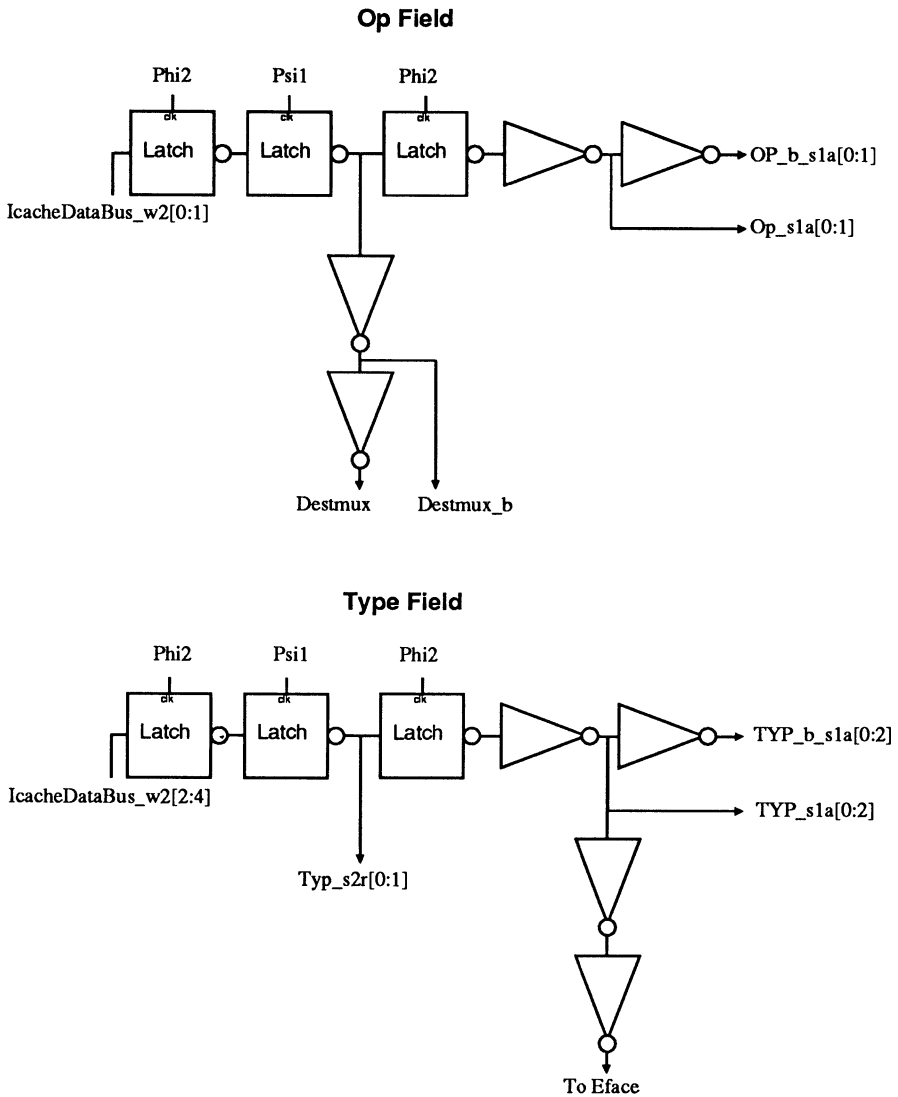 Op Field
Phi2 Psi1 Phi2
clk clk clk
Latch Latch Latch
OP_b_s1a[0:1]
IcacheDataBus_w2[0:1]
Op_s1a[0:1]
Destmux Destmux_b
Type Field
Phi2 Psi1 Phi2
clk clk clk
Latch Latch Latch
TYP_b_s1a[0:2]
IcacheDataBus_w2[2:4]
TYP_s1a[0:2]
Typ_s2r[0:1]
To Eface